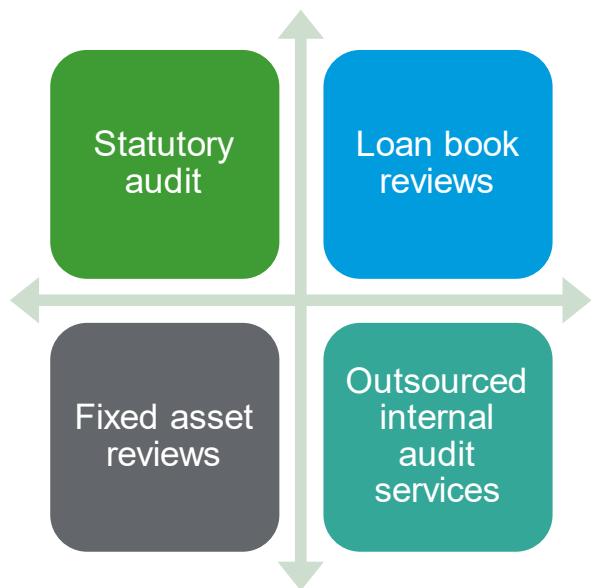 Statutory
audit
Loan book
reviews
Fixed asset
reviews
Outsourced
internal
audit
services